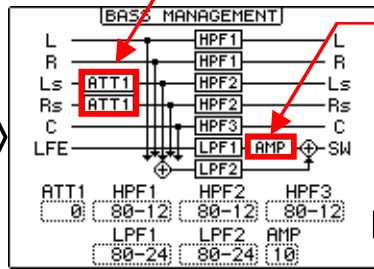 BASS MANAGEMENT
L HPF1 L
R HPF1 R
Ls ATT1 HPF2 Ls
Rs ATT1 HPF2 Rs
C HPF3 C
LFE LPF1 AMP SW
LPF2
ATT1 HPF1 HPF2 HPF3
0 80-12 80-12 80-12
LPF1 LPF2 AMP
80-24 80-24 10